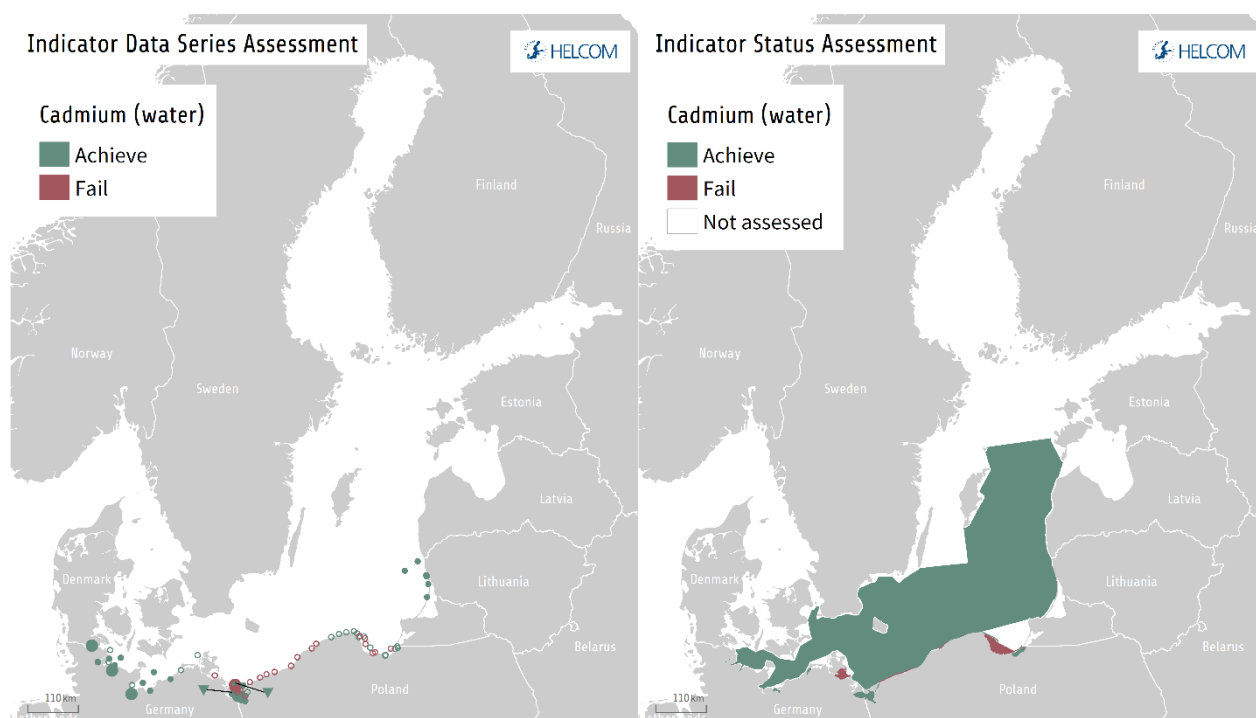 Indicator Data Series Assessment
HELCOM
Cadmium (water)
Achieve
Fail
Finland
Russia
Norway
Sweden
Estonia
Latvia
Denmark
Lithuania
Belarus
Poland
Germany
110 km
Indicator Status Assessment
HELCOM
Cadmium (water)
Achieve
Fail
Not assessed
Finland
Russia
Norway
Sweden
Estonia
Latvia
Denmark
Lithuania
Belarus
Poland
Germany
110 km